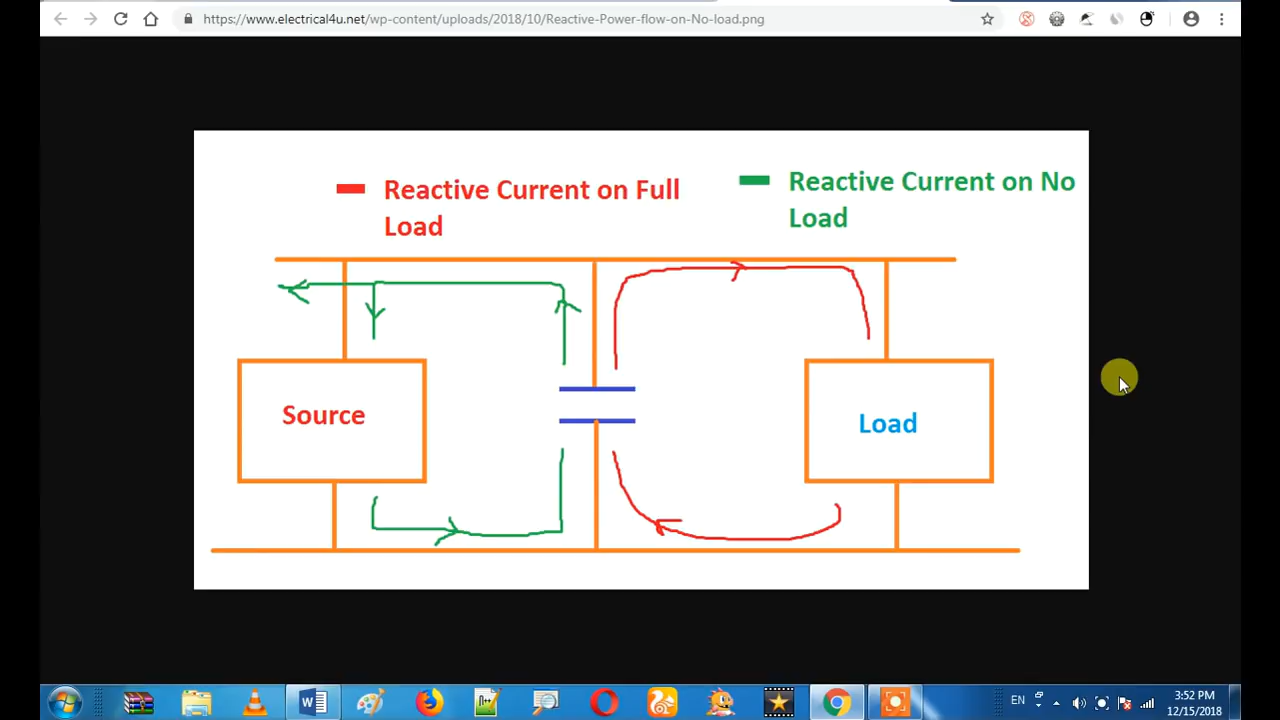 https://www.electrical4u.net/wp-content/uploads/2018/10/Reactive-Power-flow-on-No-load.png
Reactive Current on Full
Load
Reactive Current on No
Load
Source
Load
EN
3:52 PM
12/15/2018